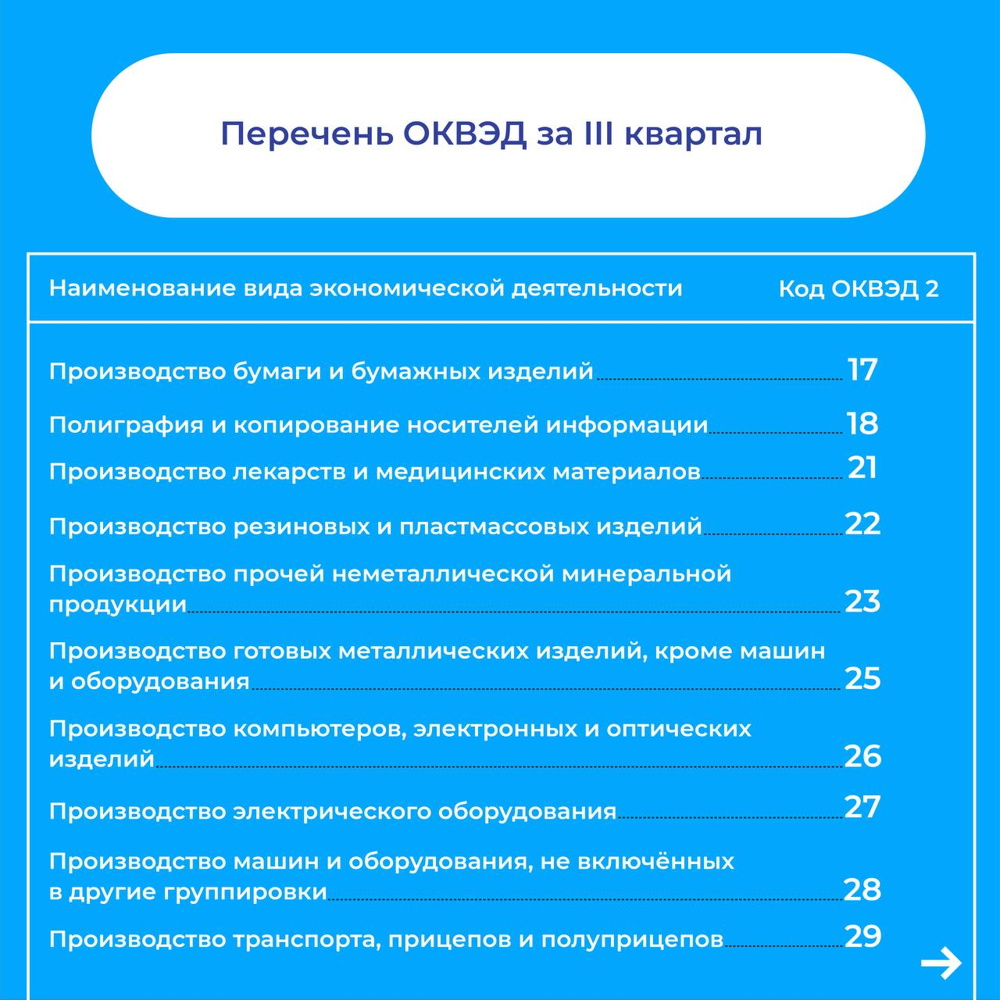 Перечень ОКВЭД за III квартал
Наименование вида экономической деятельности Код ОКВЭД 2
Производство бумаги и бумажных изделий 17
Полиграфия и копирование носителей информации 18
Производство лекарств и медицинских материалов 21
Производство резиновых и пластмассовых изделий 22
Производство прочей неметаллической минеральной
продукции 23
Производство готовых металлических изделий, кроме машин
и оборудования 25
Производство компьютеров, электронных и оптических
изделий 26
Производство электрического оборудования 27
Производство машин и оборудования, не включённых
в другие группировки 28
Производство транспорта, прицепов и полуприцепов 29